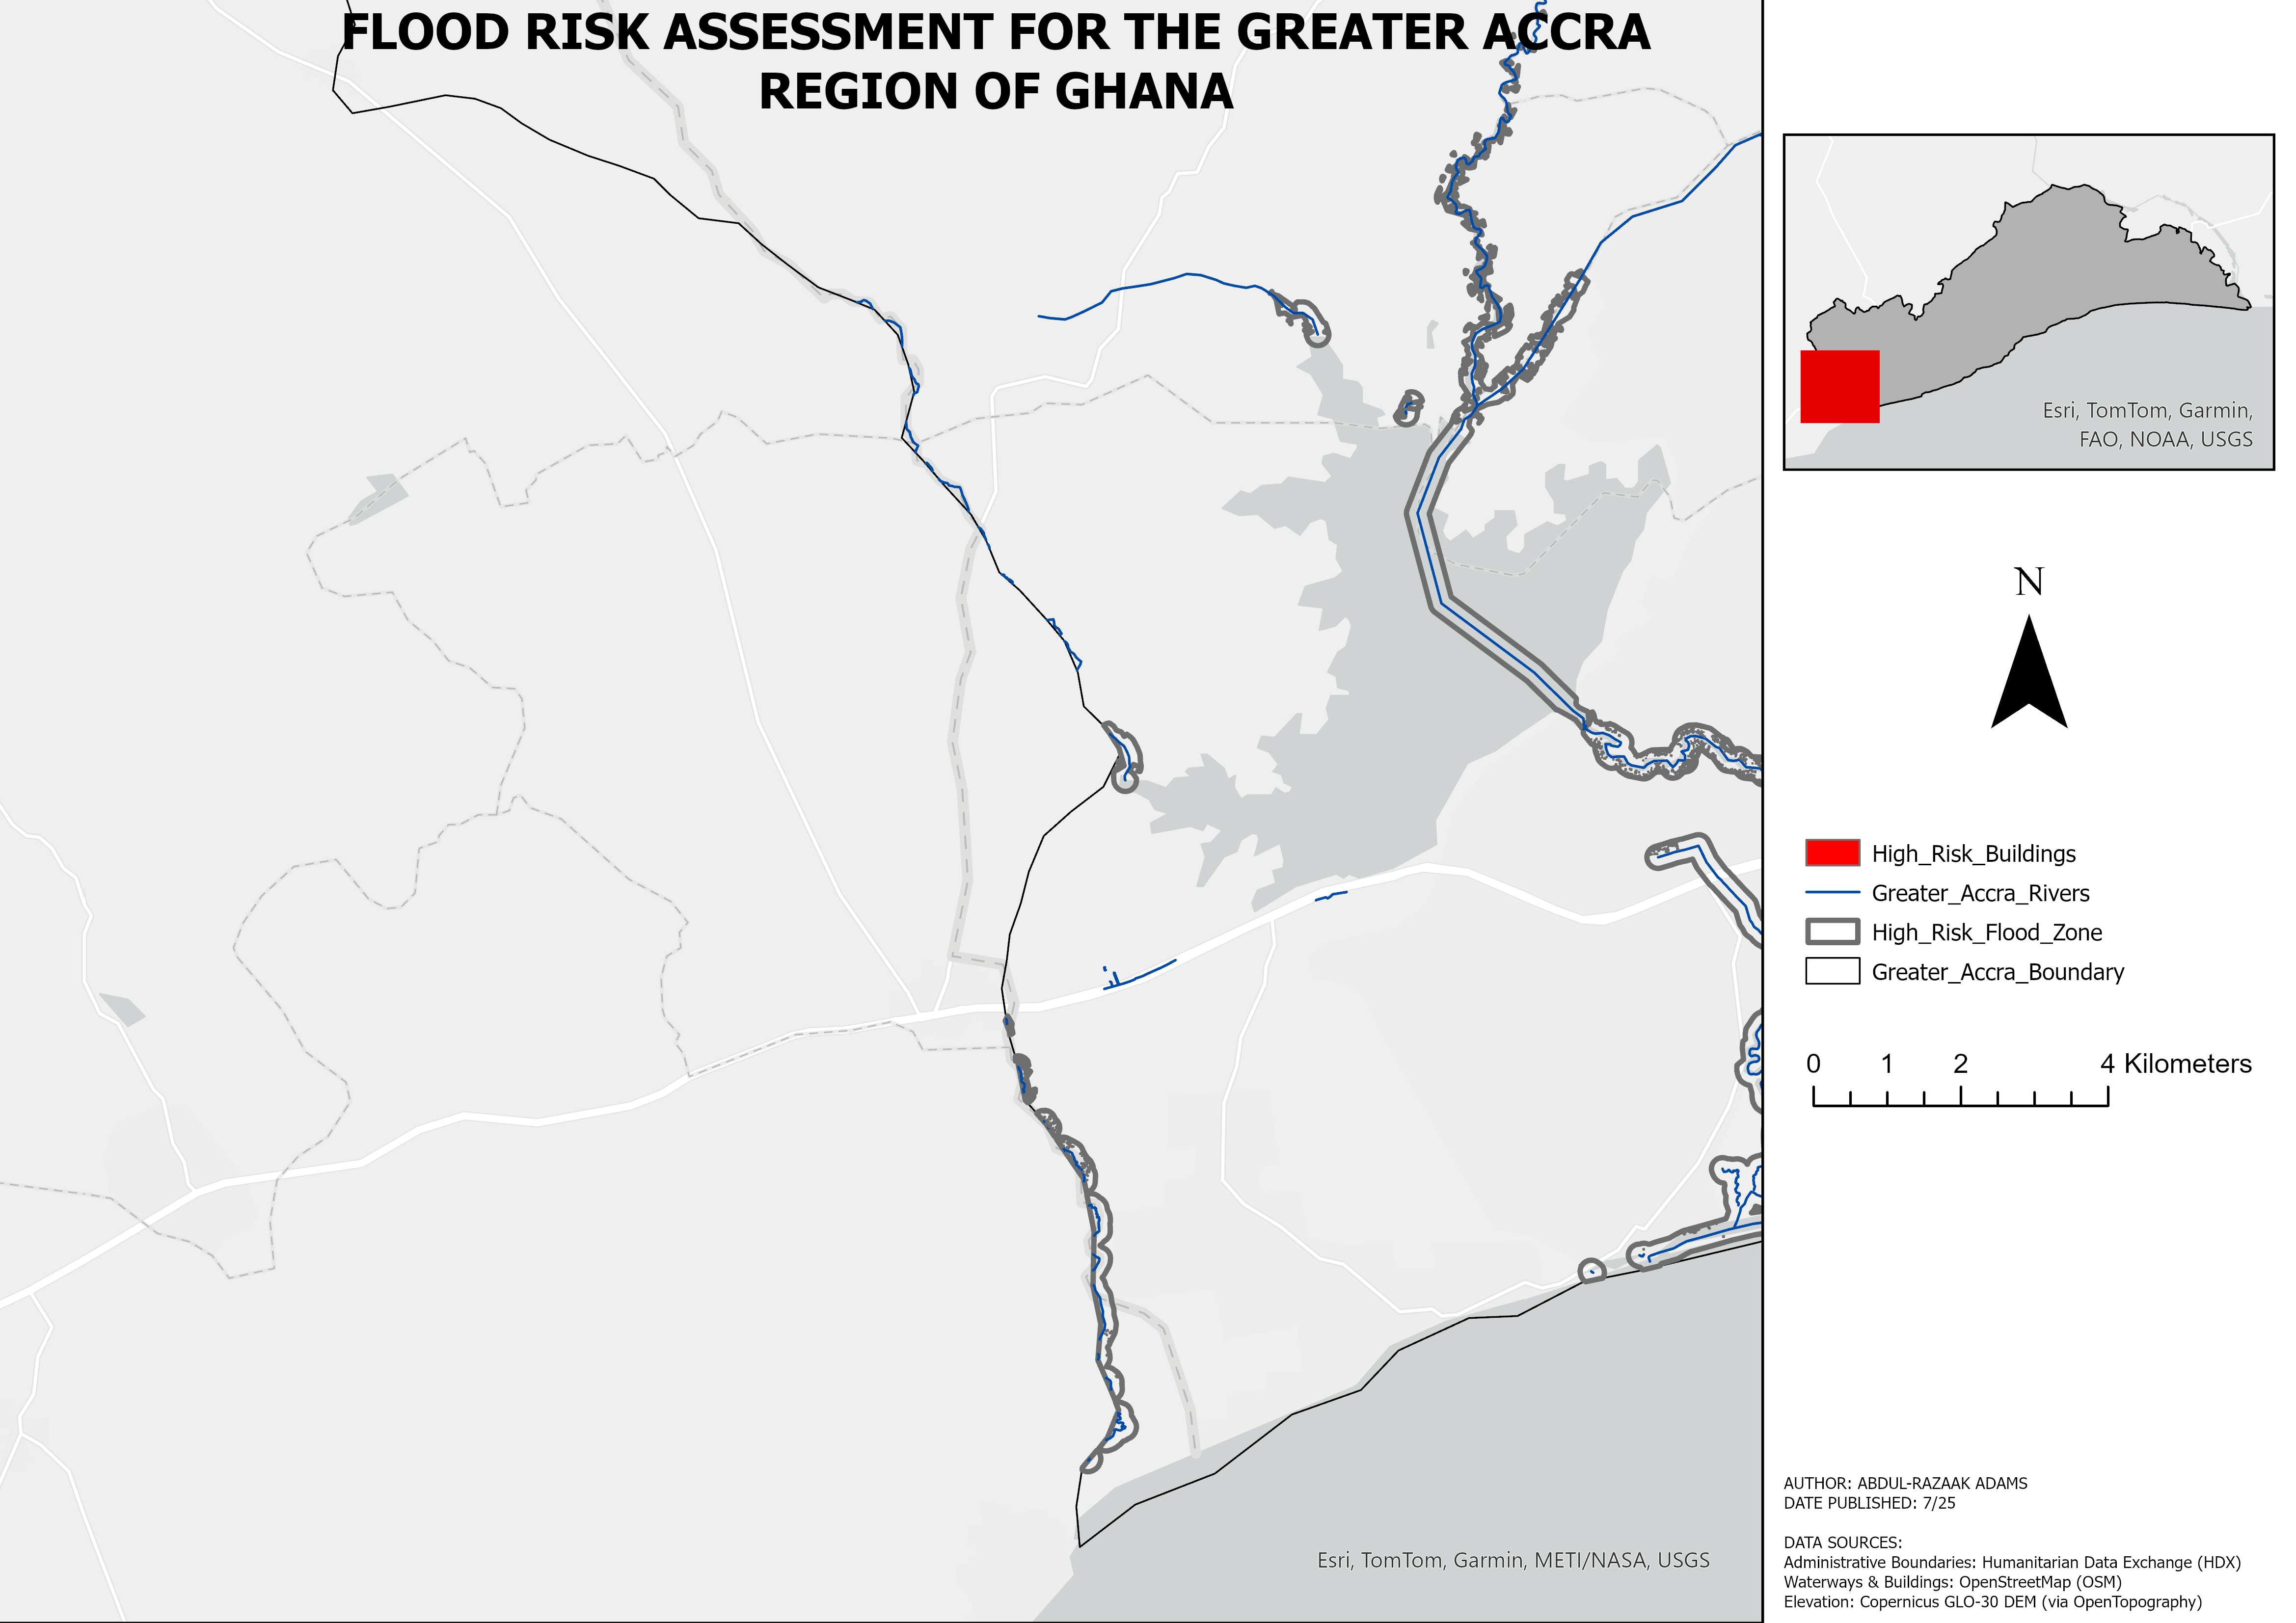 FLOOD RISK ASSESSMENT FOR THE GREATER ACCRA
REGION OF GHANA
Esri, TomTom, Garmin,
FAO, NOAA, USGS
N
High_Risk_Buildings
Greater_Accra_Rivers
High_Risk_Flood_Zone
Greater_Accra_Boundary
0 1 2 4 Kilometers
Esri, TomTom, Garmin, METI/NASA, USGS
AUTHOR: ABDUL-RAZAAK ADAMS
DATE PUBLISHED: 7/25
DATA SOURCES:
Administrative Boundaries: Humanitarian Data Exchange (HDX)
Waterways & Buildings: OpenStreetMap (OSM)
Elevation: Copernicus GLO-30 DEM (via OpenTopography)